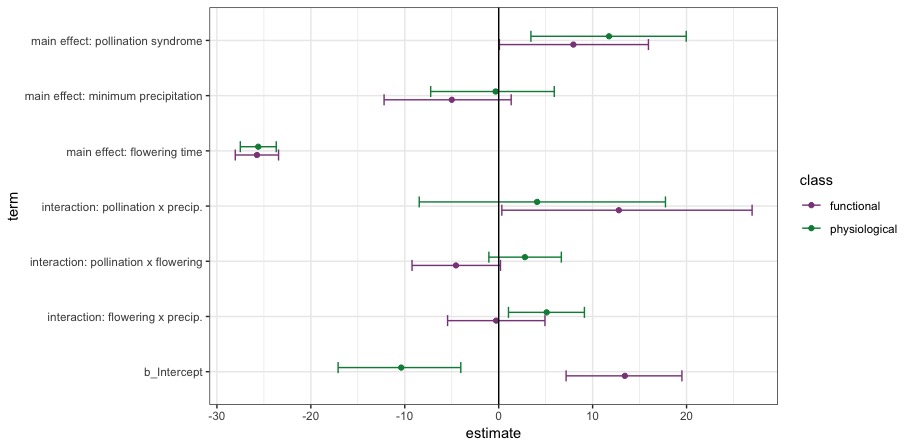 main effect: pollination syndrome
main effect: minimum precipitation
main effect: flowering time
interaction: pollination x precip.
interaction: pollination x flowering
interaction: flowering x precip.
b_Intercept
term
-30 -20 -10 0 10 20
estimate
class
functional
physiological